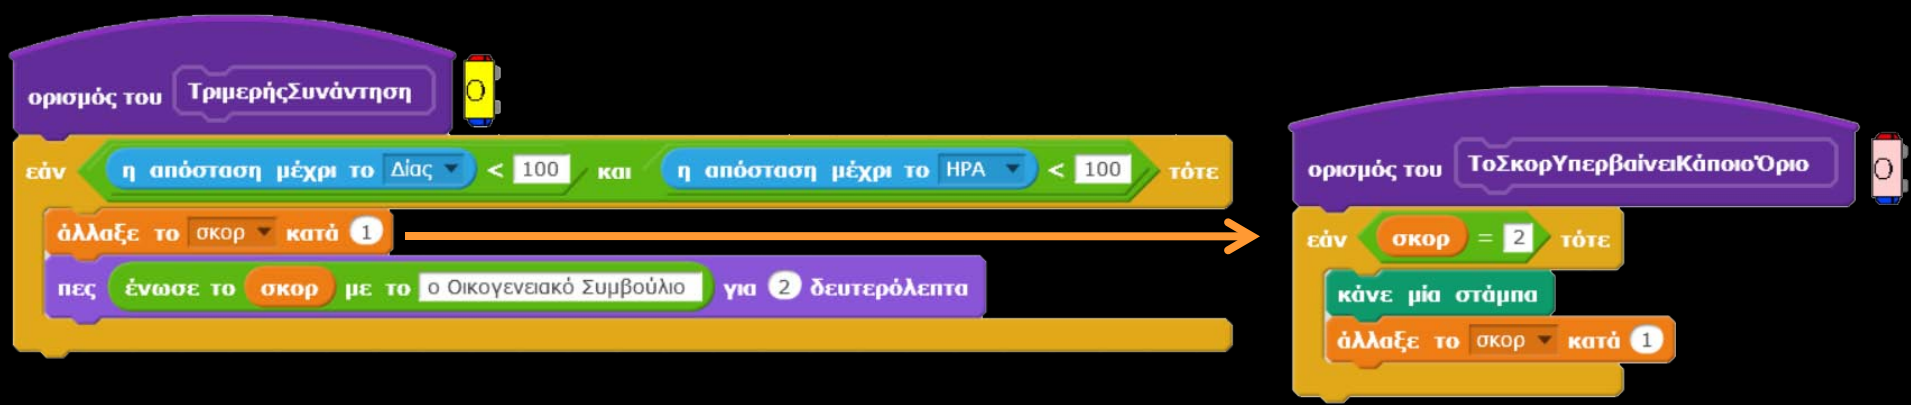 ορισμός του ΤριμερήςΣυνάντηση
εάν η απόσταση μέχρι το Δίας < 100 και η απόσταση μέχρι το ΗΡΑ < 100 τότε
άλλαξε το σκορ κατά 1
πες ένωσε το σκορ με το ο Οικογενειακό Συμβούλιο για 2 δευτερόλεπτα
ορισμός του ΤοΣκορΥπερβαίνειΚάποιοΌριο
εάν σκορ = 2 τότε
κάνε μία στάμπα
άλλαξε το σκορ κατά 1